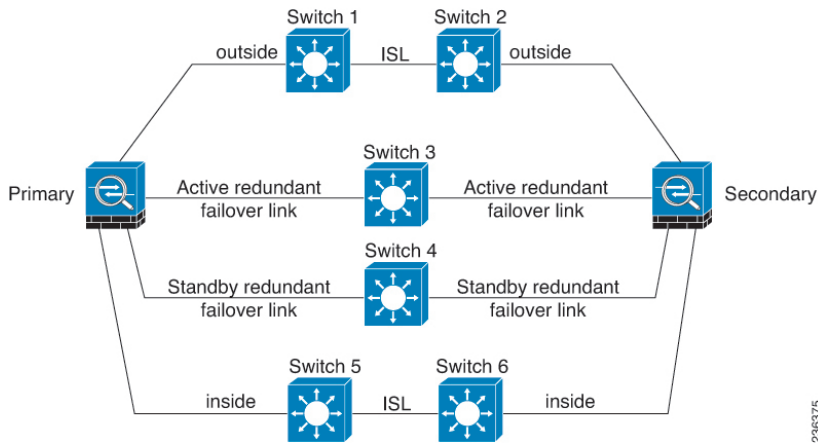 Switch 1
Switch 2
outside
ISL
outside
Switch 3
Primary
Active redundant
failover link
Active redundant
failover link
Secondary
Switch 4
Standby redundant
failover link
Standby redundant
failover link
Switch 5
Switch 6
inside
ISL
inside
236375